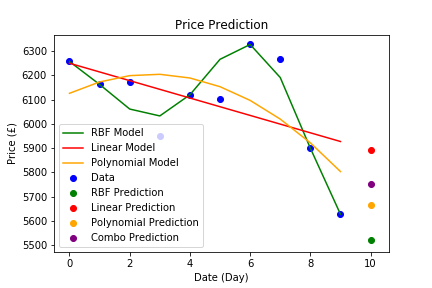 Price Prediction
6300
6200
6100
6000
5900
5800
5700
5600
5500
Price (£)
RBF Model
Linear Model
Polynomial Model
Data
RBF Prediction
Linear Prediction
Polynomial Prediction
Combo Prediction
0 2 4 6 8 10
Date (Day)